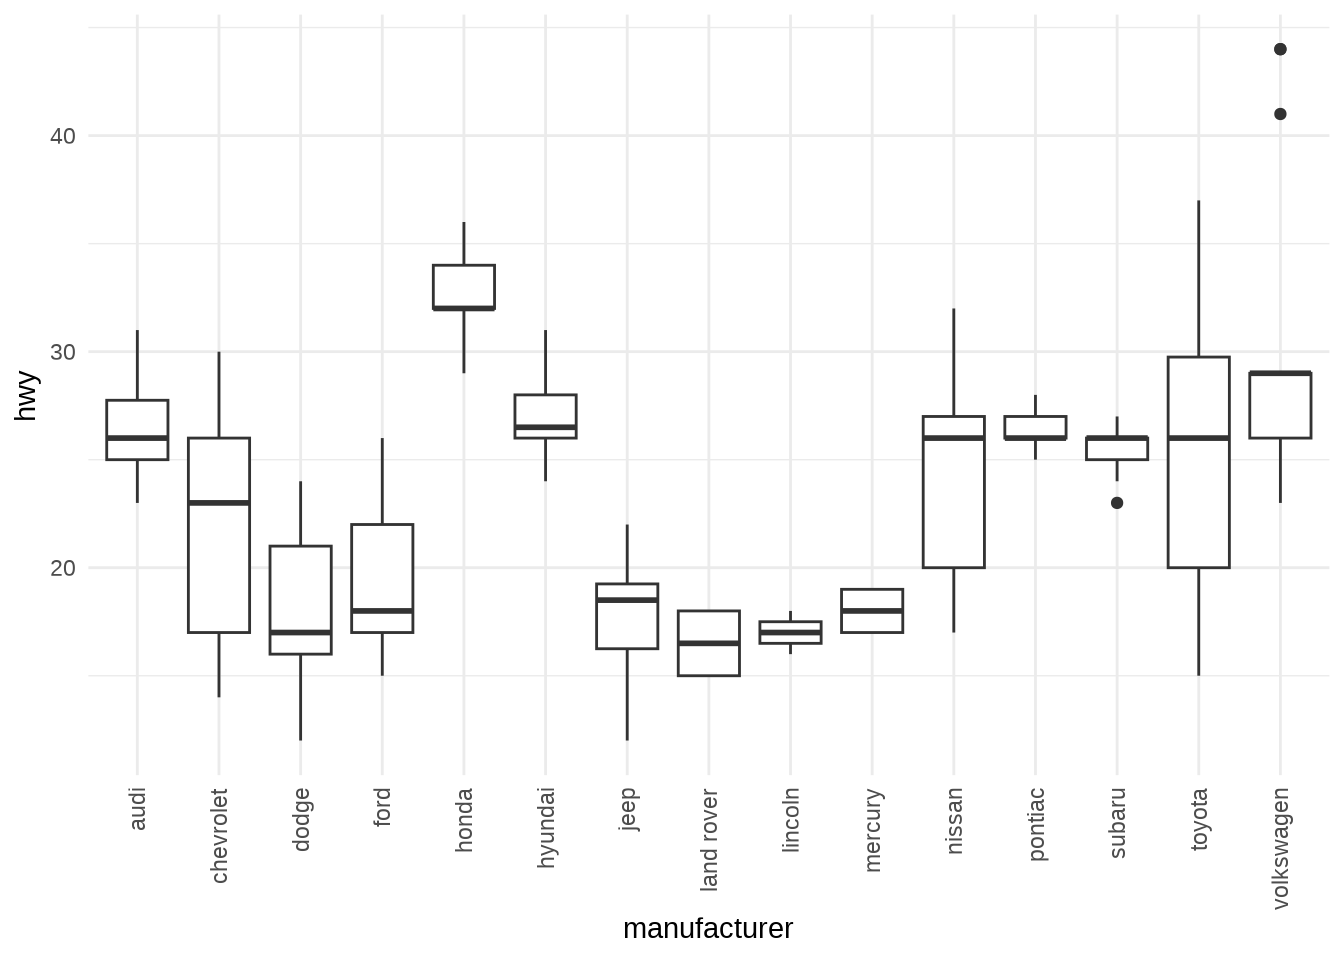 40
30
20
hwy
audi
chevrolet
dodge
ford
honda
hyundai
jeep
land rover
lincoln
mercury
nissan
pontiac
subaru
toyota
volkswagen
manufacturer